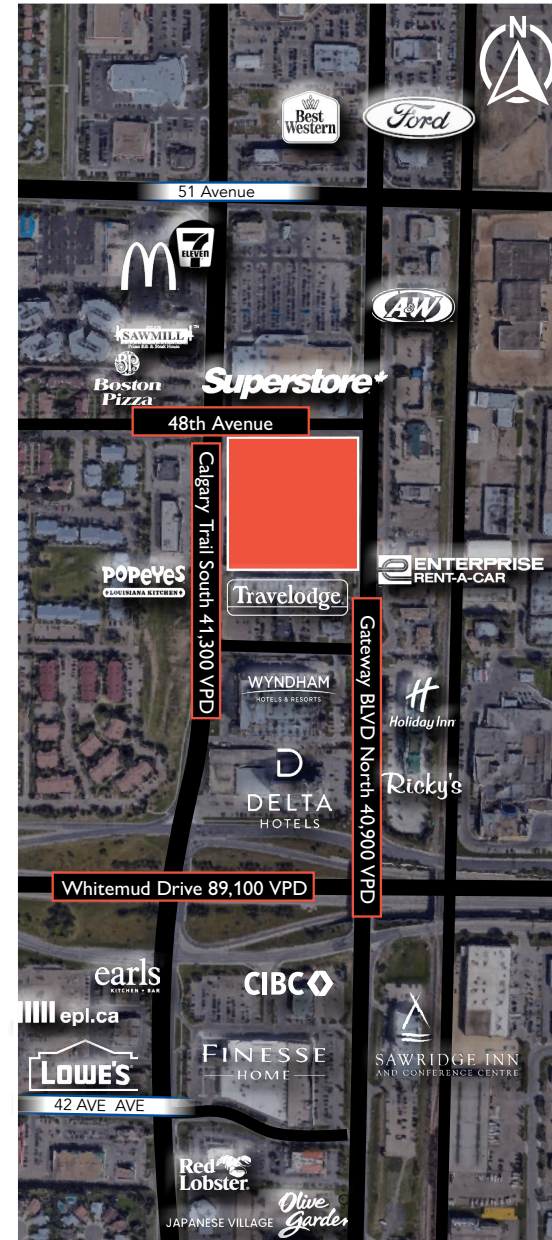 N
Best
Western
Ford
51 Avenue
7
ELEVEN
A&W
SAWMILL
Prime Rib & Steak House
BP
Boston
Pizza
Superstore
48th Avenue
Calgary Trail South 41,300 VPD
POPEYES
LOUISIANA KITCHEN
ENTERPRISE
RENT-A-CAR
Travelodge
Gateway BLVD North 40,900 VPD
WYNDHAM
HOTELS & RESORTS
H
Holiday Inn
D
DELTA
HOTELS
Ricky's
Whitemud Drive 89,100 VPD
earls
KITCHEN + BAR
CIBC
epl.ca
FINESSE
HOME
SAWRIDGE INN
AND CONFERENCE CENTRE
LOWE'S
42 AVE AVE
Red
Lobster
JAPANESE VILLAGE
Olive
Garden